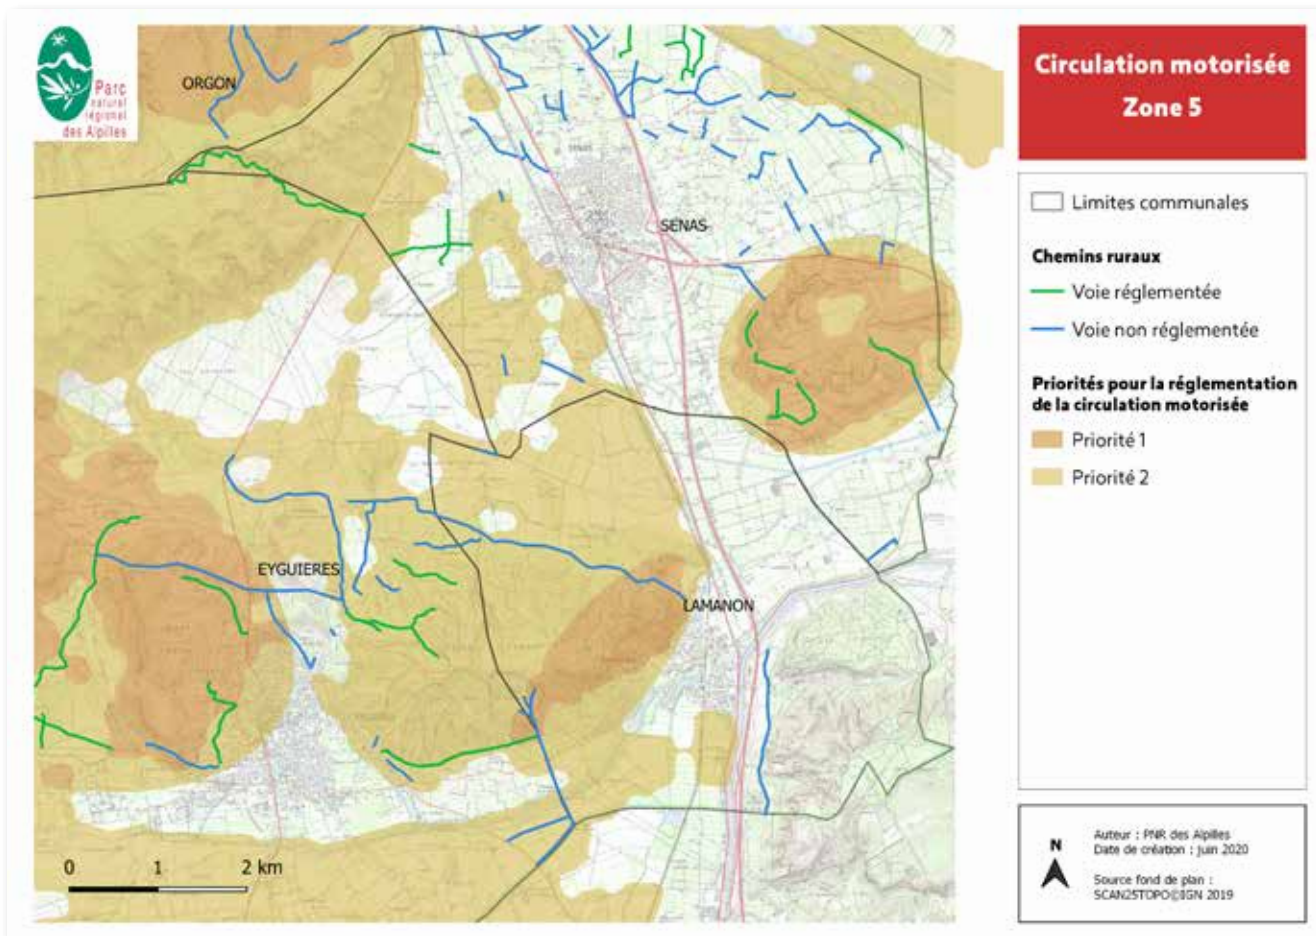 Parc
naturel
régional
des Alpilles
ORGON
SENAS
EYGUIERES
LAMANON
0 1 2 km
Circulation motorisée
Zone 5
Limites communales
Chemins ruraux
Voie réglementée
Voie non réglementée
Priorités pour la réglementation
de la circulation motorisée
Priorité 1
Priorité 2
N
Auteur : PNR des Alpilles
Date de création : juin 2020
Source fond de plan :
SCAN25TOPO©IGN 2019